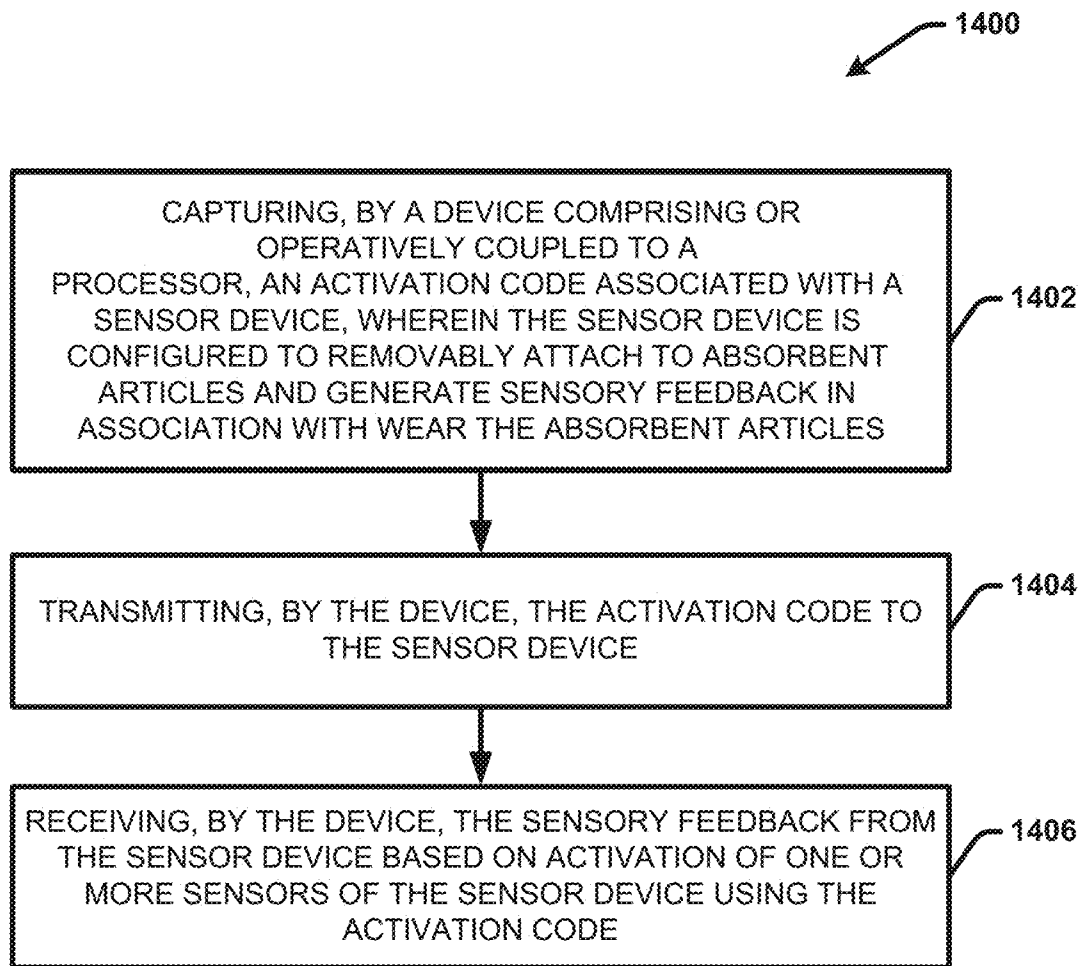 1400
CAPTURING, BY A DEVICE COMPRISING OR
OPERATIVELY COUPLED TO A
PROCESSOR, AN ACTIVATION CODE ASSOCIATED WITH A
SENSOR DEVICE, WHEREIN THE SENSOR DEVICE IS
CONFIGURED TO REMOVABLY ATTACH TO ABSORBENT
ARTICLES AND GENERATE SENSORY FEEDBACK IN
ASSOCIATION WITH WEAR THE ABSORBENT ARTICLES
1402
TRANSMITTING, BY THE DEVICE, THE ACTIVATION CODE TO
THE SENSOR DEVICE
1404
RECEIVING, BY THE DEVICE, THE SENSORY FEEDBACK FROM
THE SENSOR DEVICE BASED ON ACTIVATION OF ONE OR
MORE SENSORS OF THE SENSOR DEVICE USING THE
ACTIVATION CODE
1406